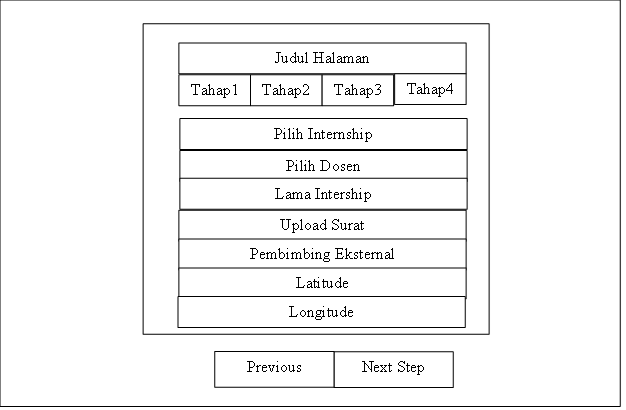 Judul Halaman
Tahap1 Tahap2 Tahap3 Tahap4
Pilih Internship
Pilih Dosen
Lama Intership
Upload Surat
Pembimbing Eksternal
Latitude
Longitude
Previous Next Step